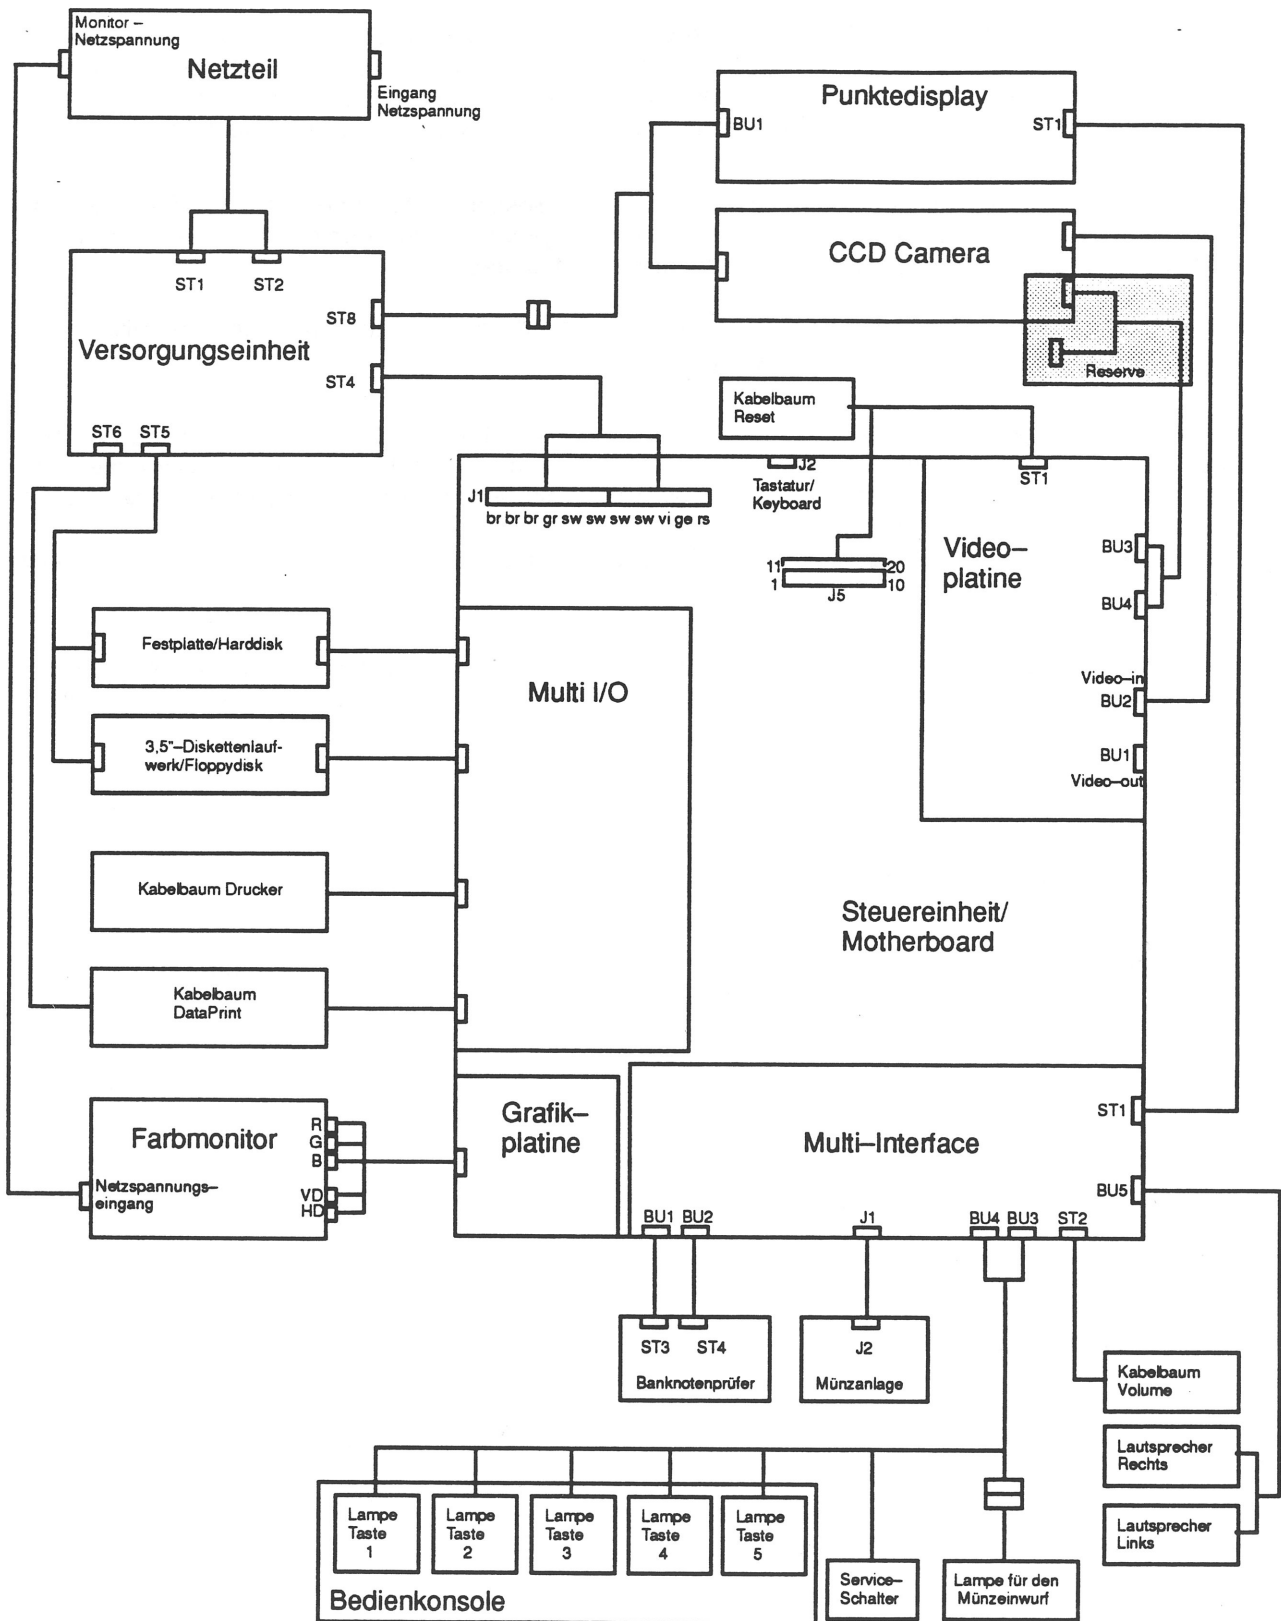 Monitor –
Netzspannung
Netzteil
Eingang
Netzspannung
Punktedisplay
BU1
ST1
CCD Camera
Reserve
ST1
ST2
ST8
Versorgungseinheit
ST4
ST6
ST5
Kabelbaum
Reset
J2
Tastatur/
Keyboard
J1
br br br gr sw sw sw sw vi ge rs
11
20
1
10
J5
ST1
Video–
platine
BU3
BU4
Video–in
BU2
BU1
Video–out
Festplatte/Harddisk
3,5"–Diskettenlauf-
werk/Floppydisk
Kabelbaum Drucker
Kabelbaum
DataPrint
Multi I/O
Steuereinheit/
Motherboard
Farbmonitor
R
G
B
VD
HD
Netzspannungs–
eingang
Grafik–
platine
Multi–Interface
ST1
BU5
BU1
BU2
J1
BU4
BU3
ST2
ST3
ST4
Banknotenprüfer
J2
Münzanlage
Kabelbaum
Volume
Lautsprecher
Rechts
Lautsprecher
Links
Lampe
Taste
1
Lampe
Taste
2
Lampe
Taste
3
Lampe
Taste
4
Lampe
Taste
5
Bedienkonsole
Service–
Schalter
Lampe für den
Münzeinwurf